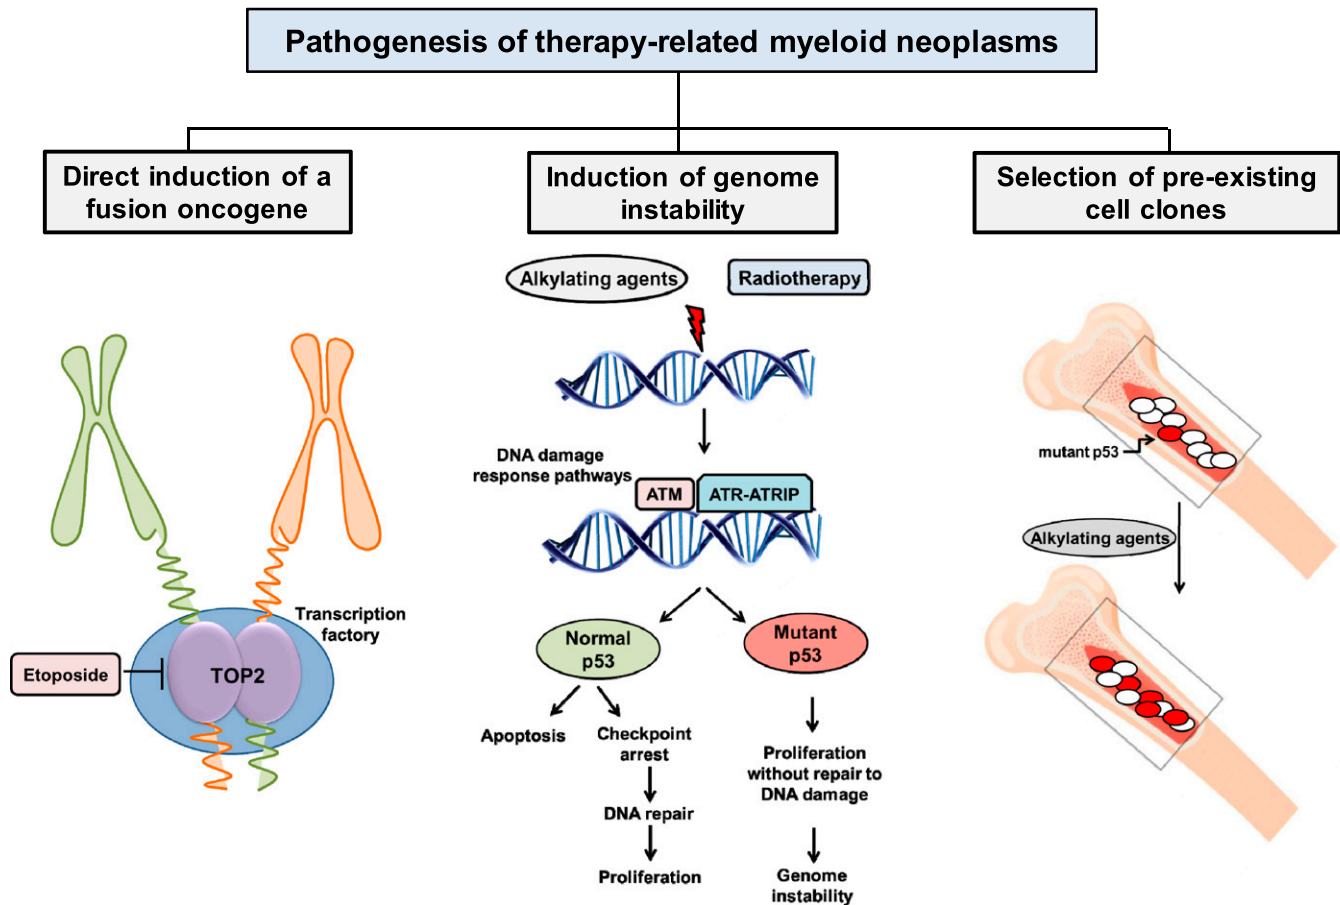 Pathogenesis of therapy-related myeloid neoplasms
Direct induction of a
fusion oncogene
Induction of genome
instability
Selection of pre-existing
cell clones
Transcription
factory
Etoposide
TOP2
Alkylating agents
Radiotherapy
DNA damage
response pathways
ATM
ATR-ATRIP
Normal
p53
Mutant
p53
Apoptosis
Checkpoint
arrest
DNA repair
Proliferation
Proliferation
without repair to
DNA damage
Genome
instability
mutant p53
Alkylating agents